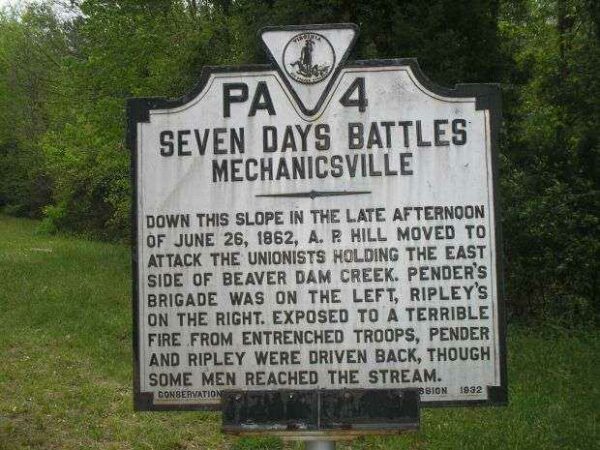 VIRGINIA
PA 4
SEVEN DAYS BATTLES
MECHANICSVILLE
DOWN THIS SLOPE IN THE LATE AFTERNOON
OF JUNE 26, 1862, A. P. HILL MOVED TO
ATTACK THE UNIONISTS HOLDING THE EAST
SIDE OF BEAVER DAM CREEK. PENDER'S
BRIGADE WAS ON THE LEFT, RIPLEY'S
ON THE RIGHT. EXPOSED TO A TERRIBLE
FIRE FROM ENTRENCHED TROOPS, PENDER
AND RIPLEY WERE DRIVEN BACK, THOUGH
SOME MEN REACHED THE STREAM.
CONSERVATION SSION 1932